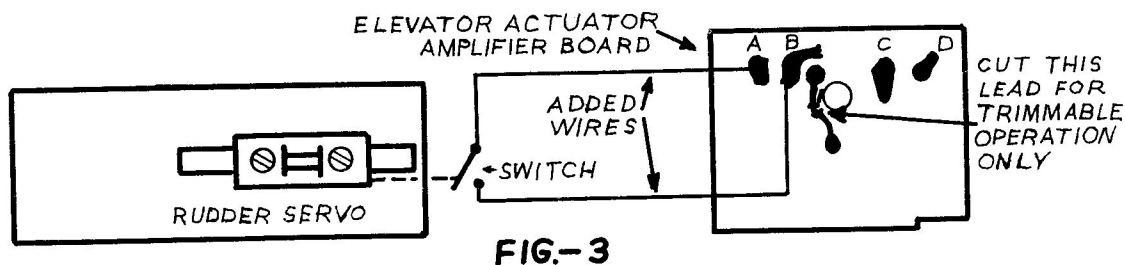 ELEVATOR ACTUATOR
AMPLIFIER BOARD
A B C D
CUT THIS
LEAD FOR
TRIMMABLE
OPERATION
ONLY
ADDED
WIRES
SWITCH
RUDDER SERVO
FIG.-3